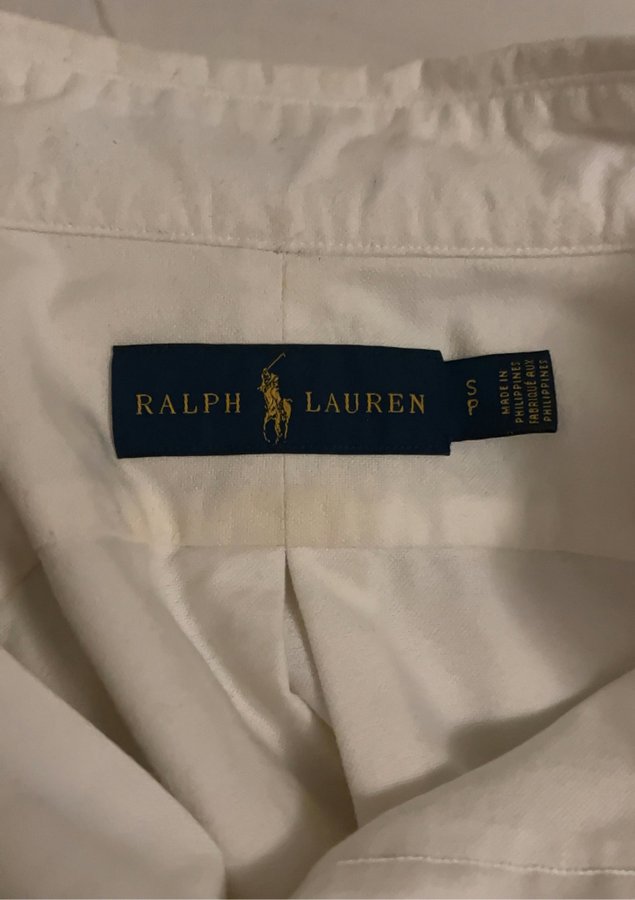 RALPH LAUREN
S
P
MADE IN
PHILIPPINES
FABRIQUÉ AUX
PHILIPPINES